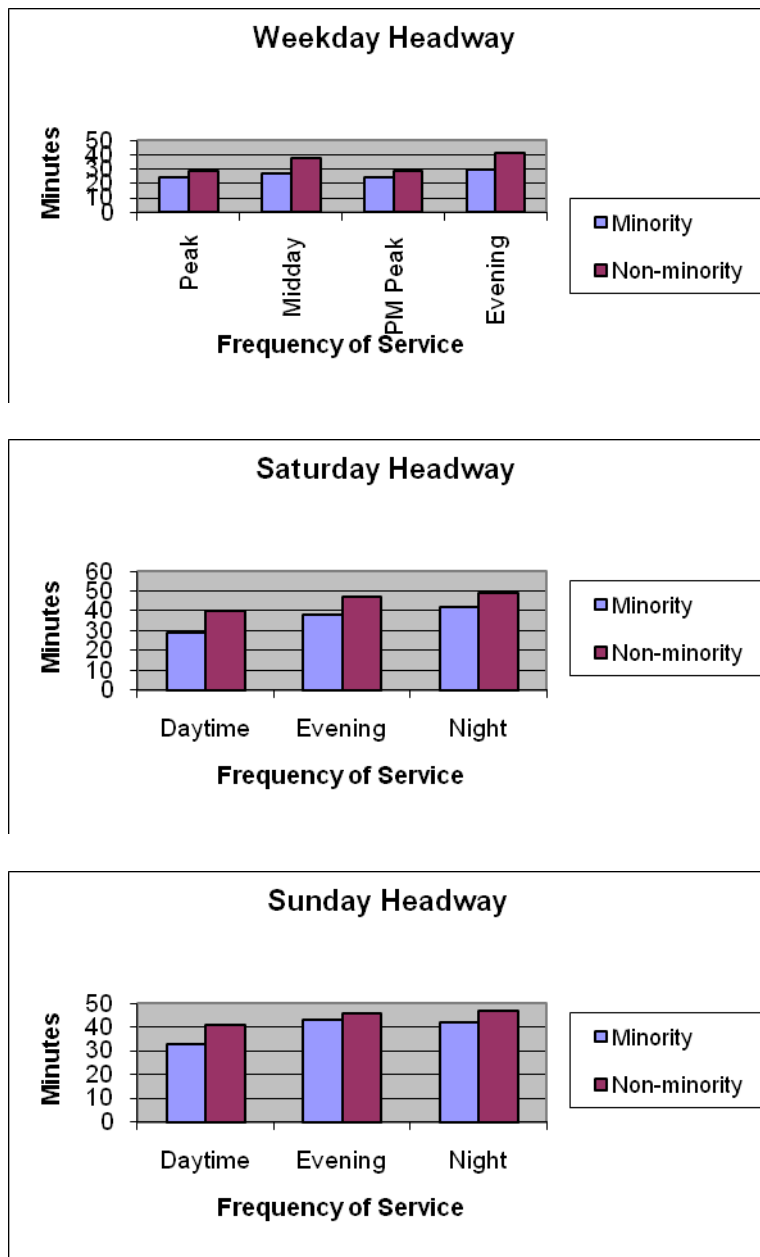 Weekday Headway
Minutes
50
40
30
20
10
0
Peak
Midday
PM Peak
Evening
Frequency of Service
Minority
Non-minority
Saturday Headway
Minutes
60
50
40
30
20
10
0
Daytime Evening Night
Frequency of Service
Minority
Non-minority
Sunday Headway
Minutes
50
40
30
20
10
0
Daytime Evening Night
Frequency of Service
Minority
Non-minority